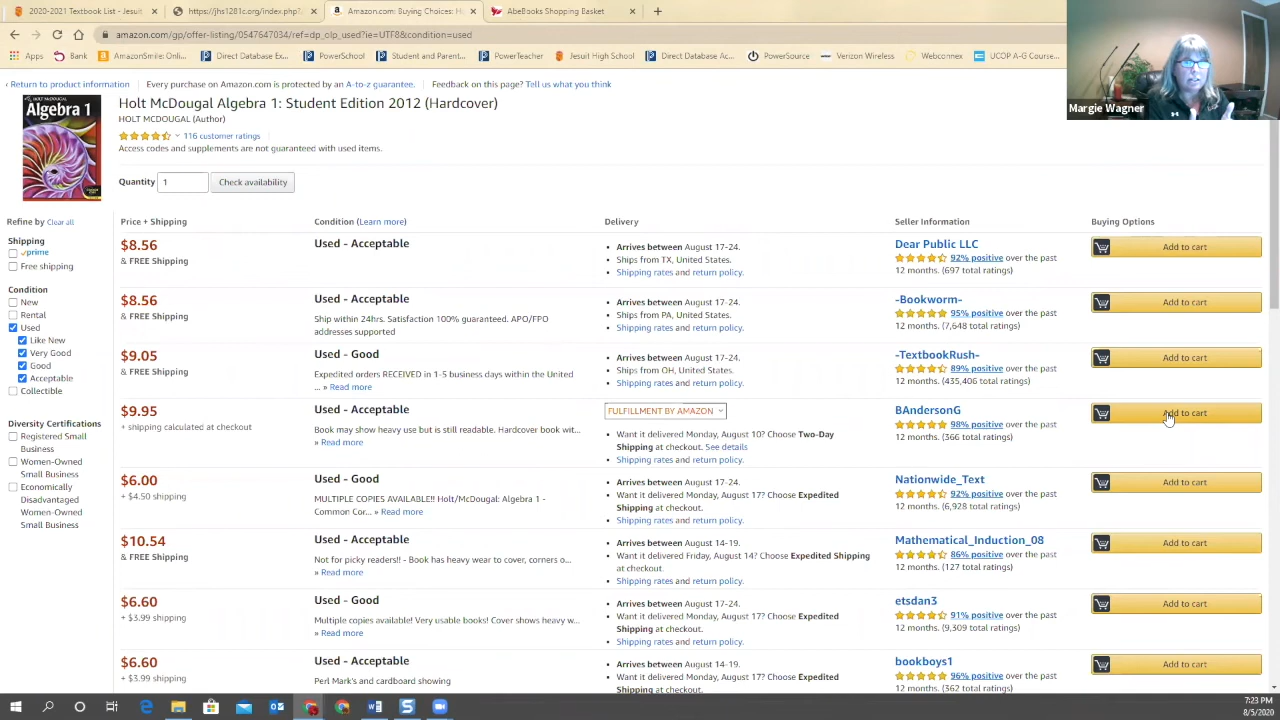 2020-2021 Textbook List - Jesuit
https://jhs1281c.org/index.php?
Amazon.com: Buying Choices: H
AbeBooks Shopping Basket
amazon.com/gp/offer-listing/0547647034/ref=dp_olp_used?ie=UTF8&condition=used
Apps
Bank
AmazonSmile: Onlin...
Direct Database Ex...
PowerSchool
Student and Parent...
PowerTeacher
Jesuit High School
Direct Database Ac...
PowerSource
Verizon Wireless
Webconnex
UCOP A-G Course...
Margie Wagner
‹ Return to product information
Every purchase on Amazon.com is protected by an A-to-z guarantee.
Feedback on this page? Tell us what you think
HOLT McDOUGAL
Algebra 1
Holt McDougal Algebra 1: Student Edition 2012 (Hardcover)
HOLT MCDOUGAL (Author)
116 customer ratings
Access codes and supplements are not guaranteed with used items.
Quantity 1 Check availability
Refine by Clear all
Shipping
prime
Free shipping
Condition
New
Rental
Used
Like New
Very Good
Good
Acceptable
Collectible
Diversity Certifications
Registered Small
Business
Women-Owned
Small Business
Economically
Disadvantaged
Women-Owned
Small Business
Price + Shipping
Condition (Learn more)
Delivery
Seller Information
Buying Options
$8.56
& FREE Shipping
Used - Acceptable
Arrives between August 17-24.
Ships from TX, United States.
Shipping rates and return policy.
Dear Public LLC
92% positive over the past
12 months. (697 total ratings)
Add to cart
$8.56
& FREE Shipping
Used - Acceptable
Ship within 24hrs. Satisfaction 100% guaranteed. APO/FPO
addresses supported
Arrives between August 17-24.
Ships from PA, United States.
Shipping rates and return policy.
-Bookworm-
95% positive over the past
12 months. (7,648 total ratings)
Add to cart
$9.05
& FREE Shipping
Used - Good
Expedited orders RECEIVED in 1-5 business days within the United
... » Read more
Arrives between August 17-24.
Ships from OH, United States.
Shipping rates and return policy.
-TextbookRush-
89% positive over the past
12 months. (435,406 total ratings)
Add to cart
$9.95
+ shipping calculated at checkout
Used - Acceptable
Book may show heavy use but is still readable. Hardcover book wit...
» Read more
FULFILLMENT BY AMAZON
Want it delivered Monday, August 10? Choose Two-Day
Shipping at checkout. See details
Shipping rates and return policy.
BAndersonG
98% positive over the past
12 months. (366 total ratings)
Add to cart
$6.00
+ $4.50 shipping
Used - Good
MULTIPLE COPIES AVAILABLE!! Holt/McDougal: Algebra 1 -
Common Cor... » Read more
Arrives between August 17-24.
Want it delivered Monday, August 17? Choose Expedited
Shipping at checkout.
Shipping rates and return policy.
Nationwide_Text
92% positive over the past
12 months. (6,928 total ratings)
Add to cart
$10.54
& FREE Shipping
Used - Acceptable
Not for picky readers!! - Book has heavy wear to cover, corners o...
» Read more
Arrives between August 14-19.
Want it delivered Friday, August 14? Choose Expedited Shipping
at checkout.
Shipping rates and return policy.
Mathematical_Induction_08
86% positive over the past
12 months. (127 total ratings)
Add to cart
$6.60
+ $3.99 shipping
Used - Good
Multiple copies available! Very usable books! Cover shows heavy w...
» Read more
Arrives between August 17-24.
Want it delivered Monday, August 17? Choose Expedited
Shipping at checkout.
Shipping rates and return policy.
etsdan3
91% positive over the past
12 months. (9,309 total ratings)
Add to cart
$6.60
+ $3.99 shipping
Used - Acceptable
Perl Mark's and cardboard showing
Arrives between August 14-19.
Want it delivered Monday, August 17? Choose Expedited
Shipping at checkout.
bookboys1
96% positive over the past
12 months. (362 total ratings)
Add to cart
7:23 PM
8/5/2020